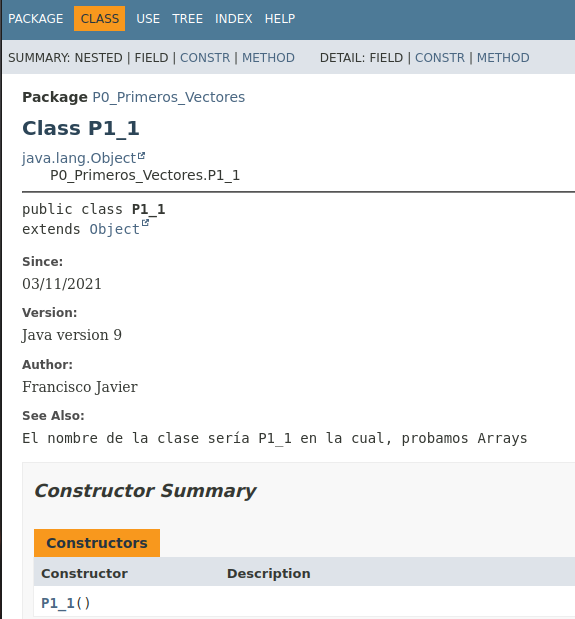 PACKAGE CLASS USE TREE INDEX HELP
SUMMARY: NESTED | FIELD | CONSTR | METHOD DETAIL: FIELD | CONSTR | METHOD
Package P0_Primeros_Vectores
Class P1_1
java.lang.Object
P0_Primeros_Vectores.P1_1
public class P1_1
extends Object
Since:
03/11/2021
Version:
Java version 9
Author:
Francisco Javier
See Also:
El nombre de la clase sería P1_1 en la cual, probamos Arrays
Constructor Summary
Constructors
Constructor Description
P1_1()